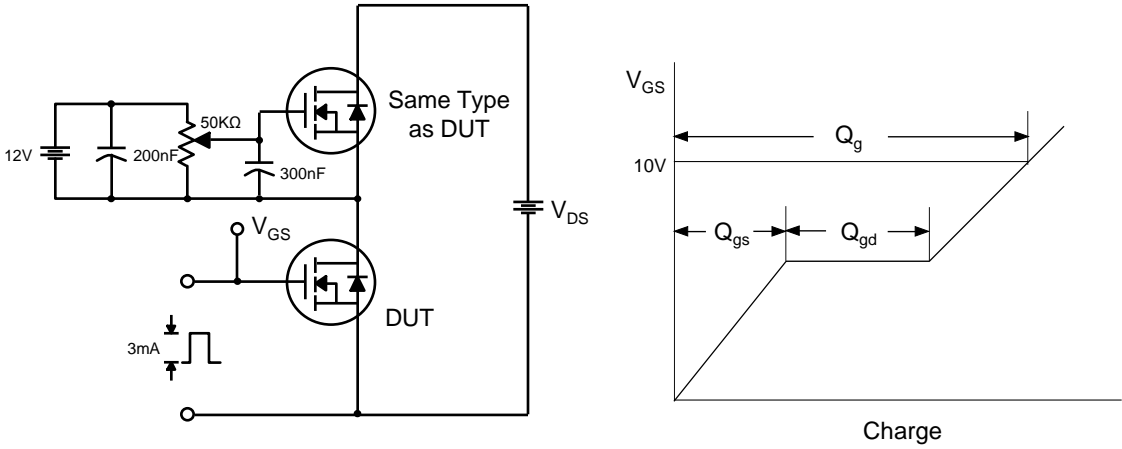 Same Type
as DUT
50KΩ
12V
200nF
300nF
V_GS
V_DS
DUT
3mA
V_GS
Q_g
10V
Q_gs
Q_gd
Charge